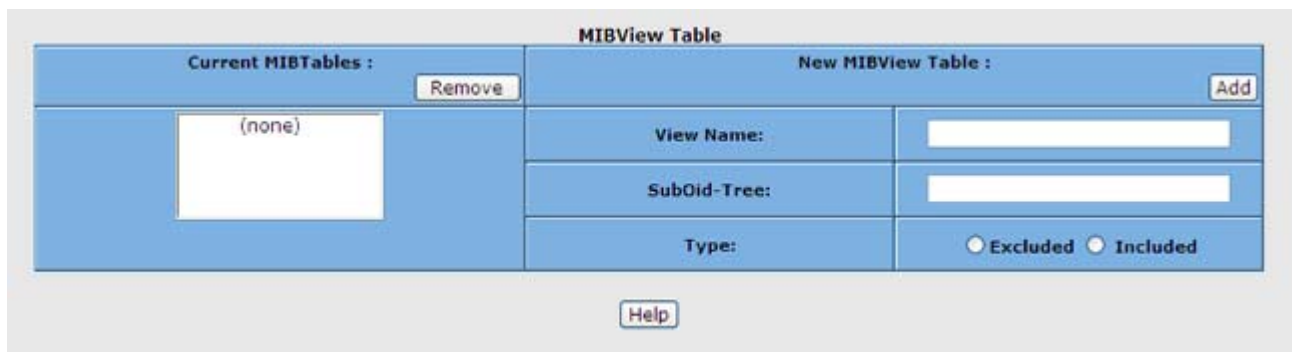 MIBView Table
Current MIBTables :
Remove
New MIBView Table :
Add
(none)
View Name:
SubOid-Tree:
Type:
Excluded Included
Help